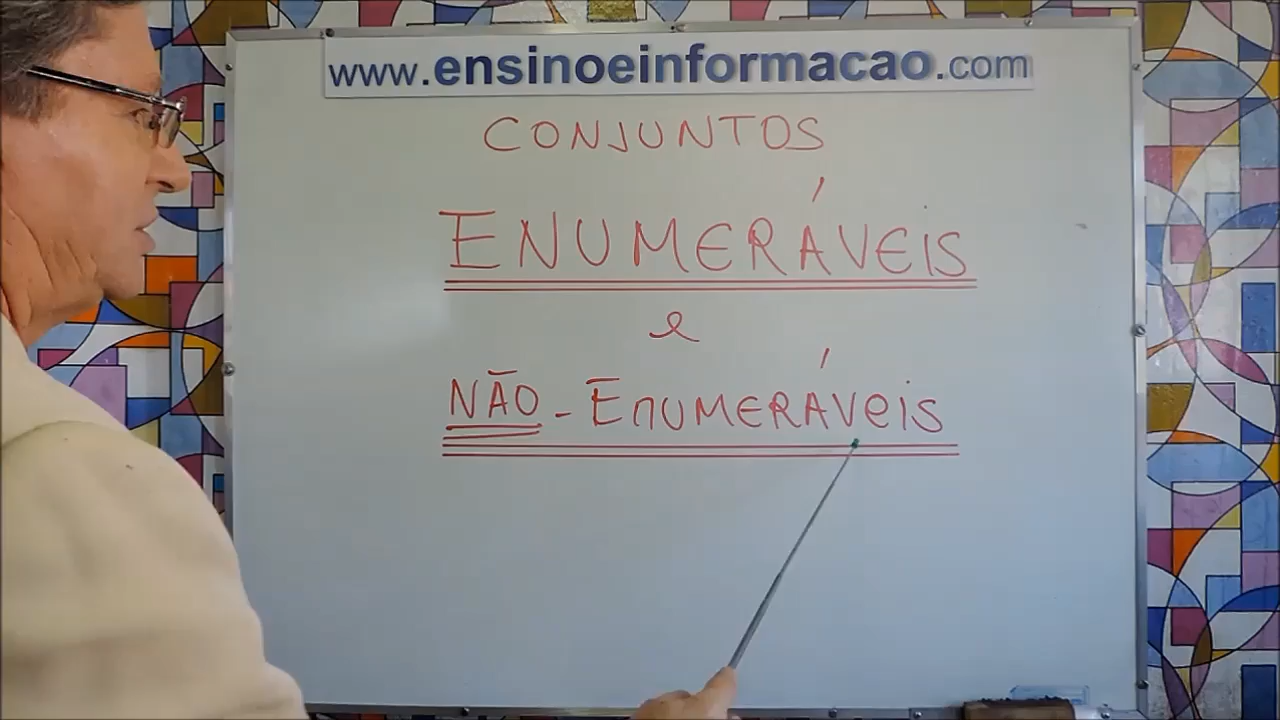 www.ensinoeinformacao.com
CONJUNTOS
ENUMERÁVEIS
e
NÃO - ENUMERÁVEIS